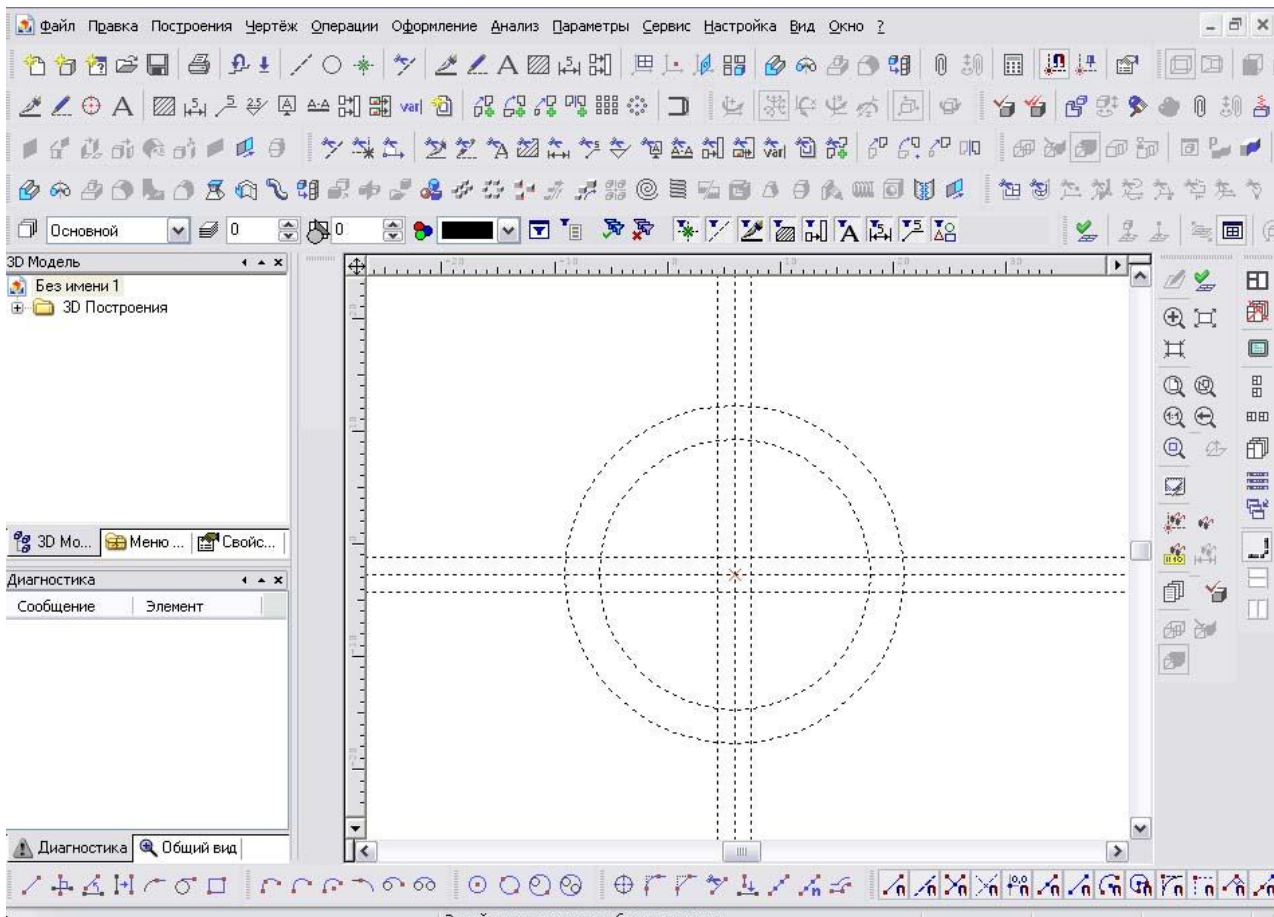 Файл Правка Построения Чертёж Операции Оформление Анализ Параметры Сервис Настройка Вид Окно ?
Основной 0 0
3D Модель
Без имени 1
3D Построения
3D Мо... Меню ... Свойс...
Диагностика
Сообщение Элемент
Диагностика Общий вид